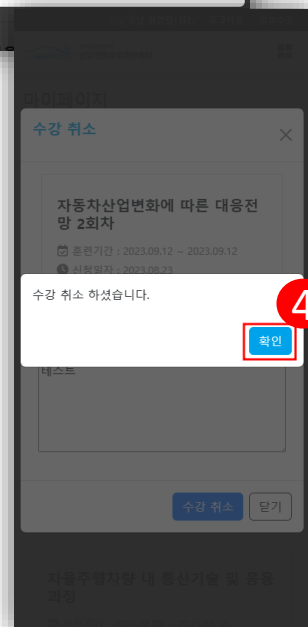 마이페이지
수강 취소
×
자동차산업변화에 따른 대응전
망 2회차
훈련기간 : 2023.09.12 ~ 2023.09.12
신청일자 : 2023.08.23
수강 취소 하셨습니다.
4
확인
테스트
수강 취소
닫기
자율주행차량 내 통신기술 및 응용
과정